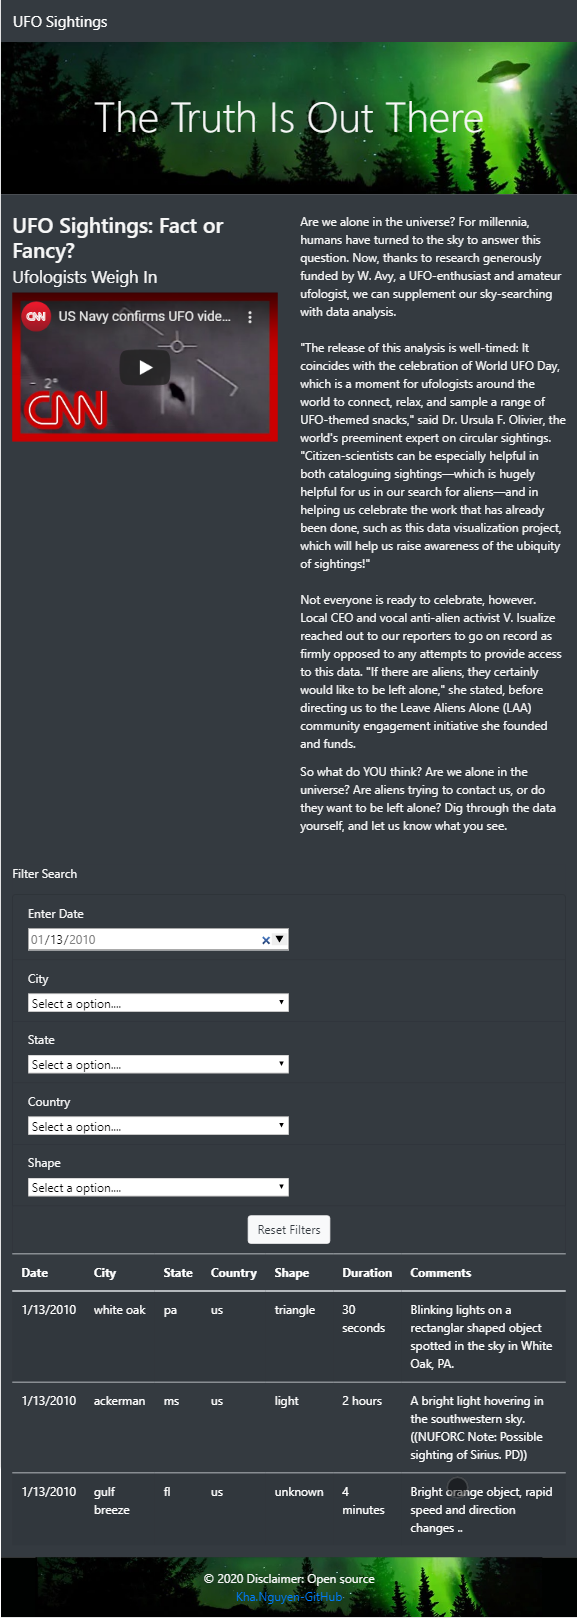 UFO Sightings
The Truth Is Out There
UFO Sightings: Fact or
Fancy?
Ufologists Weigh In
CNN
US Navy confirms UFO vide...
- 2°
CNN
Are we alone in the universe? For millennia,
humans have turned to the sky to answer this
question. Now, thanks to research generously
funded by W. Avy, a UFO-enthusiast and amateur
ufologist, we can supplement our sky-searching
with data analysis.
"The release of this analysis is well-timed: It
coincides with the celebration of World UFO Day,
which is a moment for ufologists around the
world to connect, relax, and sample a range of
UFO-themed snacks," said Dr. Ursula F. Olivier, the
world's preeminent expert on circular sightings.
"Citizen-scientists can be especially helpful in
both cataloguing sightings—which is hugely
helpful for us in our search for aliens—and in
helping us celebrate the work that has already
been done, such as this data visualization project,
which will help us raise awareness of the ubiquity
of sightings!"
Not everyone is ready to celebrate, however.
Local CEO and vocal anti-alien activist V. Isualize
reached out to our reporters to go on record as
firmly opposed to any attempts to provide access
to this data. "If there are aliens, they certainly
would like to be left alone," she stated, before
directing us to the Leave Aliens Alone (LAA)
community engagement initiative she founded
and funds.
So what do YOU think? Are we alone in the
universe? Are aliens trying to contact us, or do
they want to be left alone? Dig through the data
yourself, and let us know what you see.
Filter Search
Enter Date
01/13/2010
City
Select a option....
State
Select a option....
Country
Select a option....
Shape
Select a option....
Reset Filters
Date City State Country Shape Duration Comments
1/13/2010 white oak pa us triangle 30 seconds Blinking lights on a
rectanglar shaped object
spotted in the sky in White
Oak, PA.
1/13/2010 ackerman ms us light 2 hours A bright light hovering in
the southwestern sky.
((NUFORC Note: Possible
sighting of Sirius. PD))
1/13/2010 gulf breeze fl us unknown 4 minutes Bright orange object, rapid
speed and direction
changes ..
© 2020 Disclaimer: Open source
Kha.Nguyen-GitHub